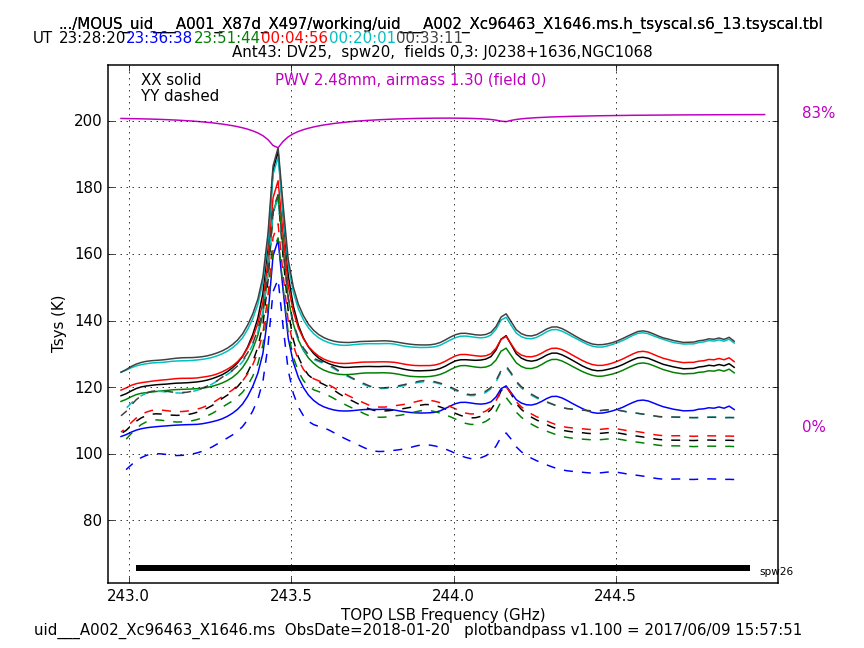 .../MOUS_uid___A001_X87d_X497/working/uid___A002_Xc96463_X1646.ms.h_tsyscal.s6_13.tsyscal.tbl
UT 23:28:20 23:36:38 23:51:44 00:04:56 00:20:01 00:33:11
Ant43: DV25, spw20, fields 0,3: J0238+1636,NGC1068
XX solid PWV 2.48mm, airmass 1.30 (field 0)
YY dashed
83%
200
180
160
140
120
100
80
Tsys (K)
0%
spw26
243.0 243.5 244.0 244.5
TOPO LSB Frequency (GHz)
uid___A002_Xc96463_X1646.ms ObsDate=2018-01-20 plotbandpass v1.100 = 2017/06/09 15:57:51